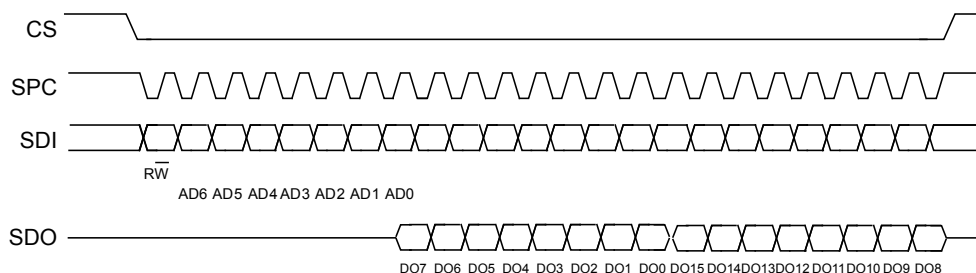 CS
SPC
SDI
RW
AD6 AD5 AD4 AD3 AD2 AD1 AD0
SDO
DO7 DO6 DO5 DO4 DO3 DO2 DO1 DO0 DO15 DO14 DO13 DO12 DO11 DO10 DO9 DO8